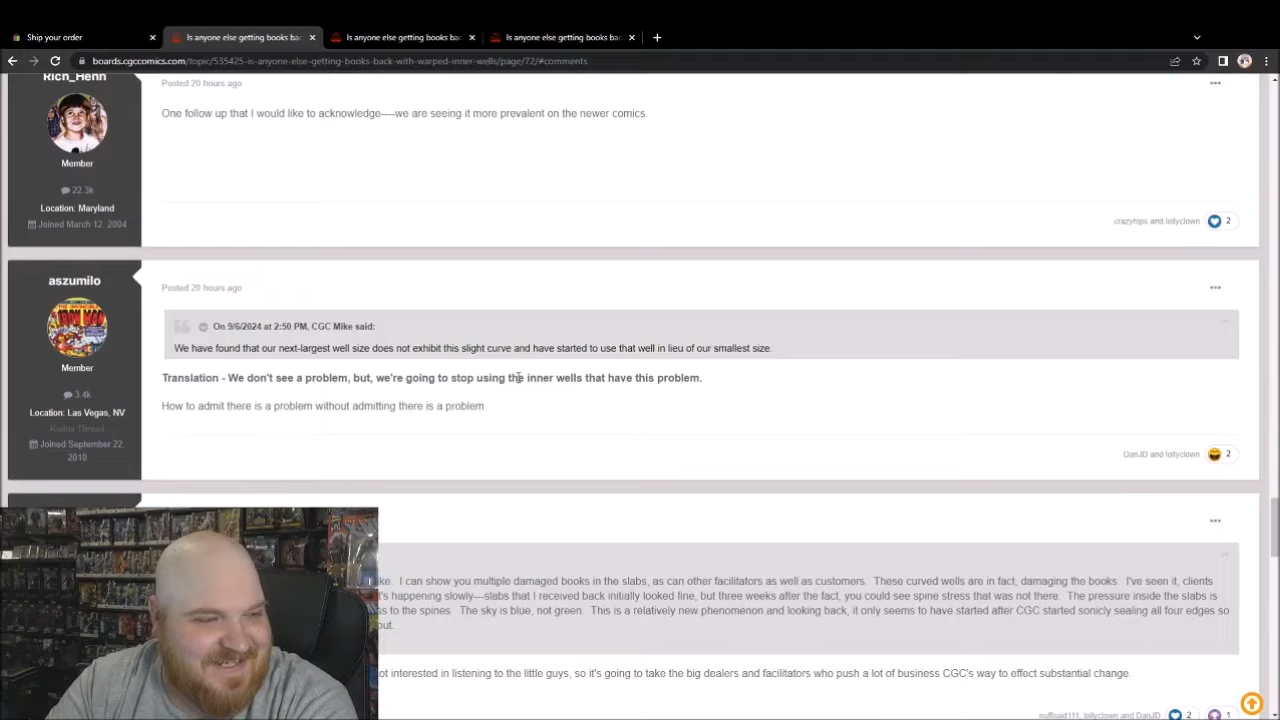 Ship your order
Is anyone else getting books bac
Is anyone else getting books bac
Is anyone else getting books bac
boards.cgccomics.com/topic/535425-is-anyone-else-getting-books-back-with-warped-inner-wells/page/72/#comments
Rich_Henn
Posted 20 hours ago
One follow up that I would like to acknowledge----we are seeing it more prevalent on the newer comics.
Member
22.3k
Location: Maryland
Joined March 12, 2004
crazyhips and lollyclown 2
aszumilo
Posted 20 hours ago
On 9/6/2024 at 2:50 PM, CGC Mike said:
We have found that our next-largest well size does not exhibit this slight curve and have started to use that well in lieu of our smallest size.
Translation - We don't see a problem, but, we're going to stop using the inner wells that have this problem.
How to admit there is a problem without admitting there is a problem
Member
3.4k
Location: Las Vegas, NV
Kudos Thread
Joined September 22, 2010
DanJD and lollyclown 2
ke. I can show you multiple damaged books in the slabs, as can other facilitators as well as customers. These curved wells are in fact, damaging the books. I've seen it, clients
t's happening slowly---slabs that I received back initially looked fine, but three weeks after the fact, you could see spine stress that was not there. The pressure inside the slabs is
ss to the spines. The sky is blue, not green. This is a relatively new phenomenon and looking back, it only seems to have started after CGC started sonicly sealing all four edges so
out.
ot interested in listening to the little guys, so it's going to take the big dealers and facilitators who push a lot of business CGC's way to effect substantial change.
nuffsaid111, lollyclown and DanJD 2 1